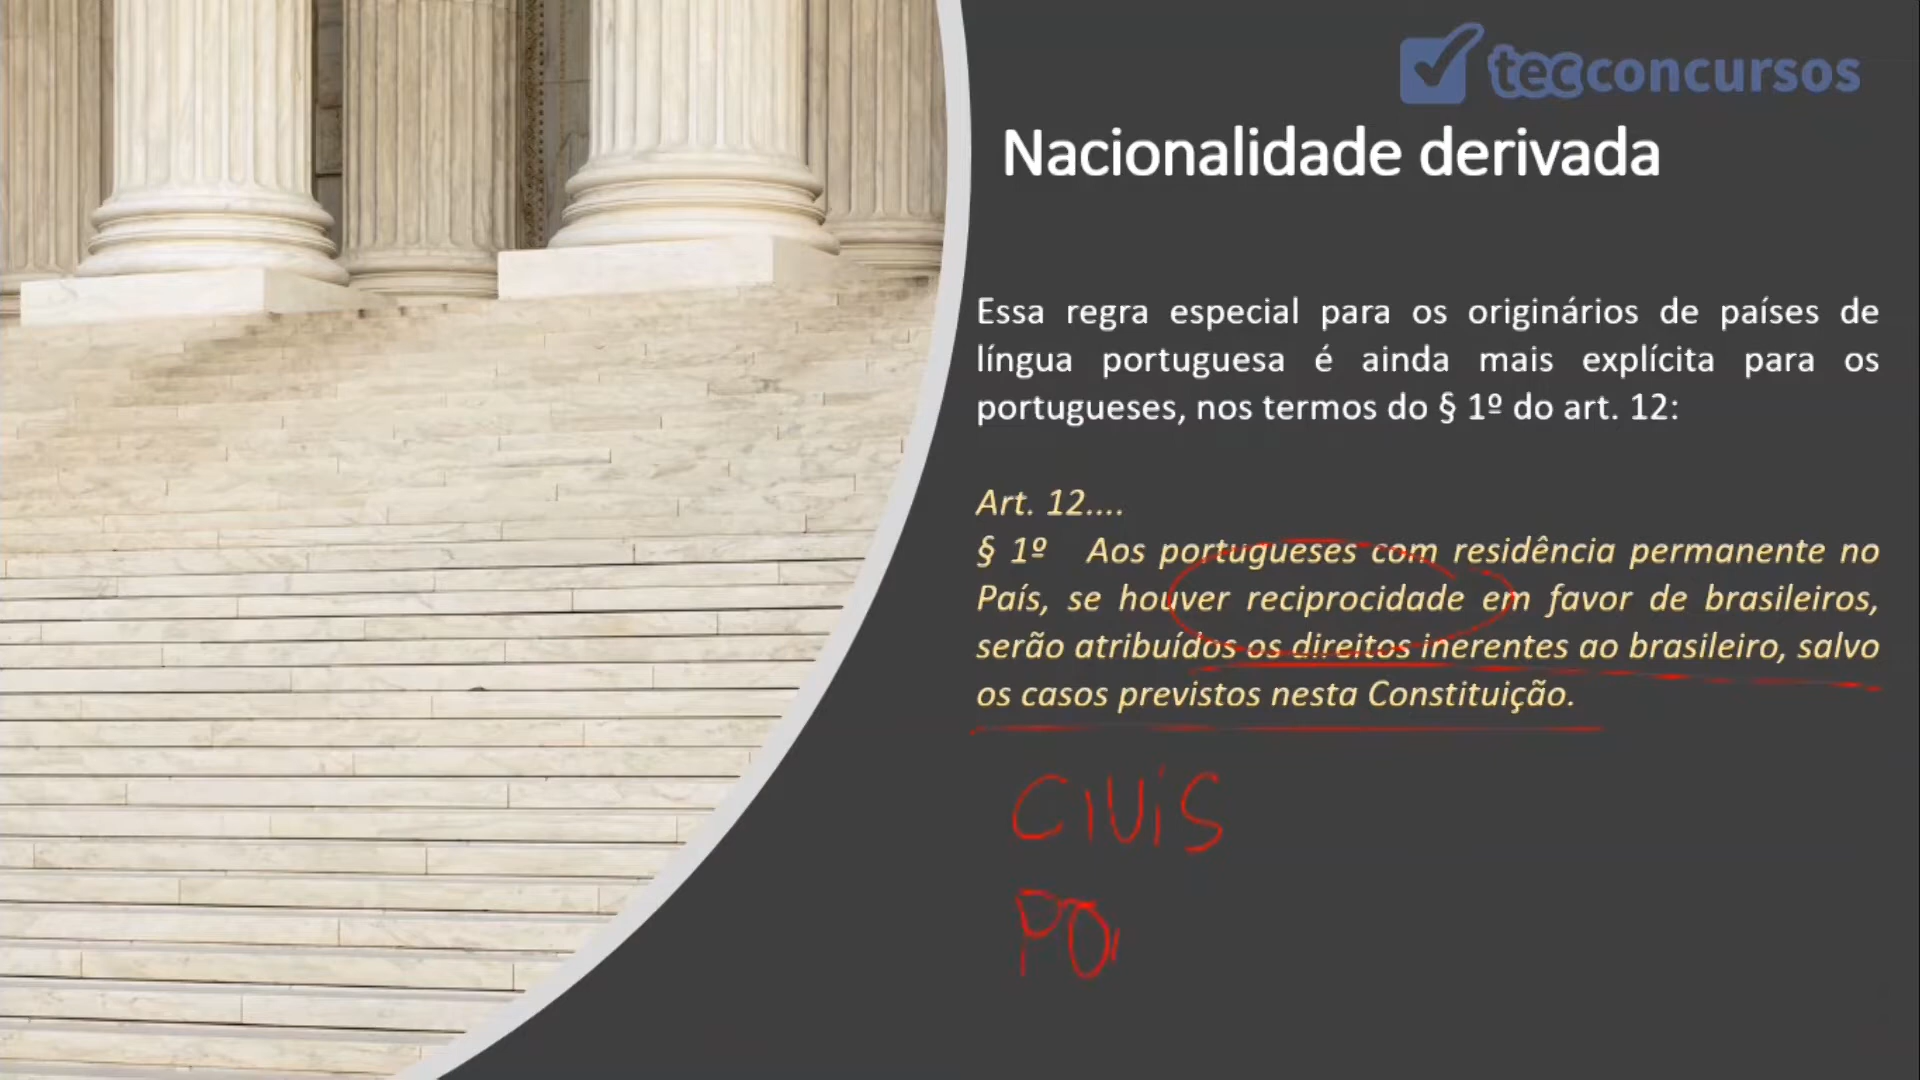 tecconcursos
Nacionalidade derivada
Essa regra especial para os originários de países de
língua portuguesa é ainda mais explícita para os
portugueses, nos termos do § 1º do art. 12:
Art. 12....
§ 1º Aos portugueses com residência permanente no
País, se houver reciprocidade em favor de brasileiros,
serão atribuídos os direitos inerentes ao brasileiro, salvo
os casos previstos nesta Constituição.
CIVIS
PO